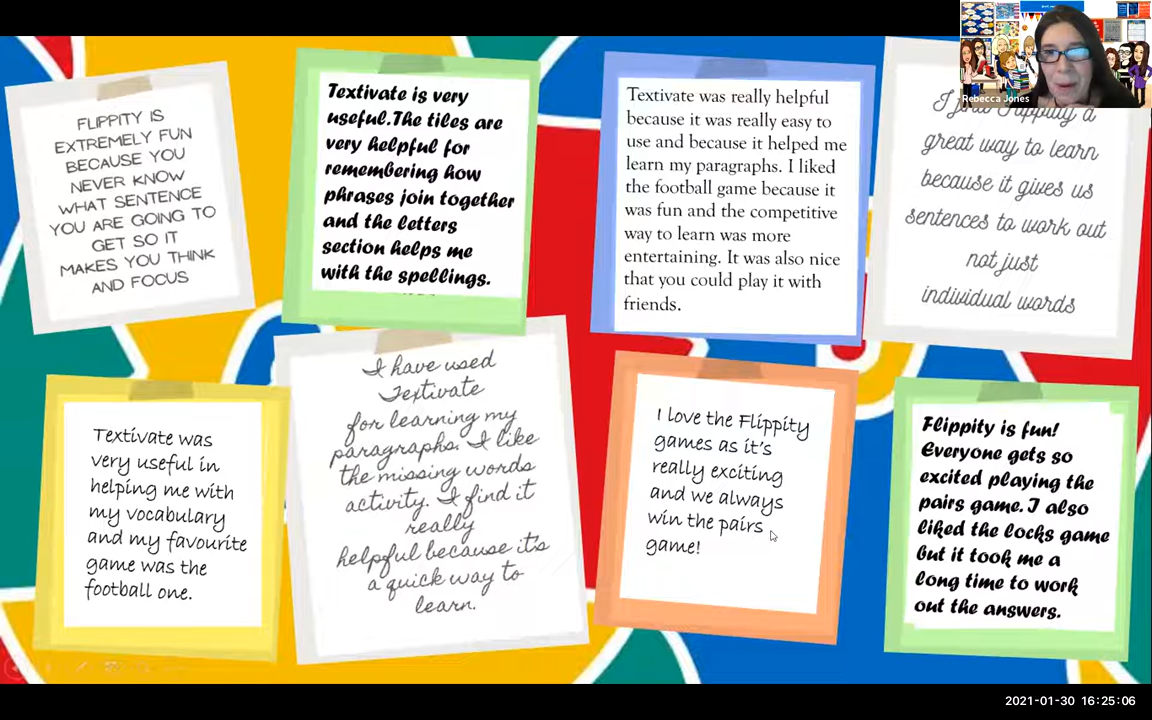 Rebecca Jones
FLIPPITY IS
EXTREMELY FUN
BECAUSE YOU
NEVER KNOW
WHAT SENTENCE
YOU ARE GOING TO
GET SO IT
MAKES YOU THINK
AND FOCUS
Textivate is very
useful.The tiles are
very helpful for
remembering how
phrases join together
and the letters
section helps me
with the spellings.
Textivate was really helpful
because it was really easy to
use and because it helped me
learn my paragraphs. I liked
the football game because it
was fun and the competitive
way to learn was more
entertaining. It was also nice
that you could play it with
friends.
I find Flippity a
great way to learn
because it gives us
sentences to work out
not just
individual words
Textivate was
very useful in
helping me with
my vocabulary
and my favourite
game was the
football one.
I have used
Textivate
for learning my
paragraphs. I like
the missing words
activity. I find it
really
helpful because it's
a quick way to
learn.
I love the Flippity
games as it's
really exciting
and we always
win the pairs
game!
Flippity is fun!
Everyone gets so
excited playing the
pairs game. I also
liked the locks game
but it took me a
long time to work
out the answers.
2021-01-30 16:25:06